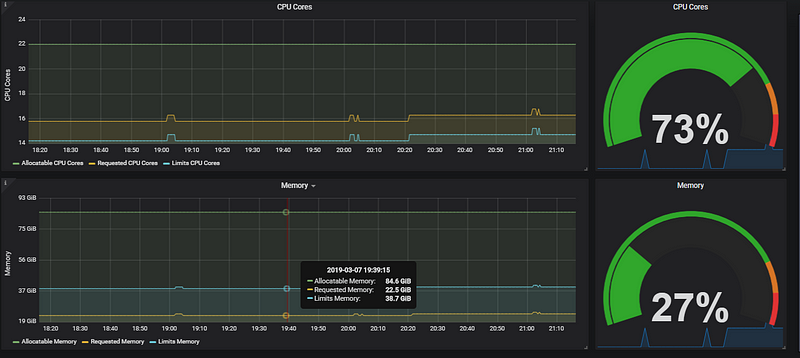 CPU Cores
24
22
20
18
16
14
CPU Cores
18:20 18:30 18:40 18:50 19:00 19:10 19:20 19:30 19:40 19:50 20:00 20:10 20:20 20:30 20:40 20:50 21:00 21:10
Allocatable CPU Cores Requested CPU Cores Limits CPU Cores
CPU Cores
73%
Memory
93 GiB
75 GiB
56 GiB
37 GiB
19 GiB
Memory
2019-03-07 19:39:15
Allocatable Memory: 84.6 GiB
Requested Memory: 22.5 GiB
Limits Memory: 38.7 GiB
18:20 18:30 18:40 18:50 19:00 19:10 19:20 19:30 19:40 19:50 20:00 20:10 20:20 20:30 20:40 20:50 21:00 21:10
Allocatable Memory Requested Memory Limits Memory
Memory
27%